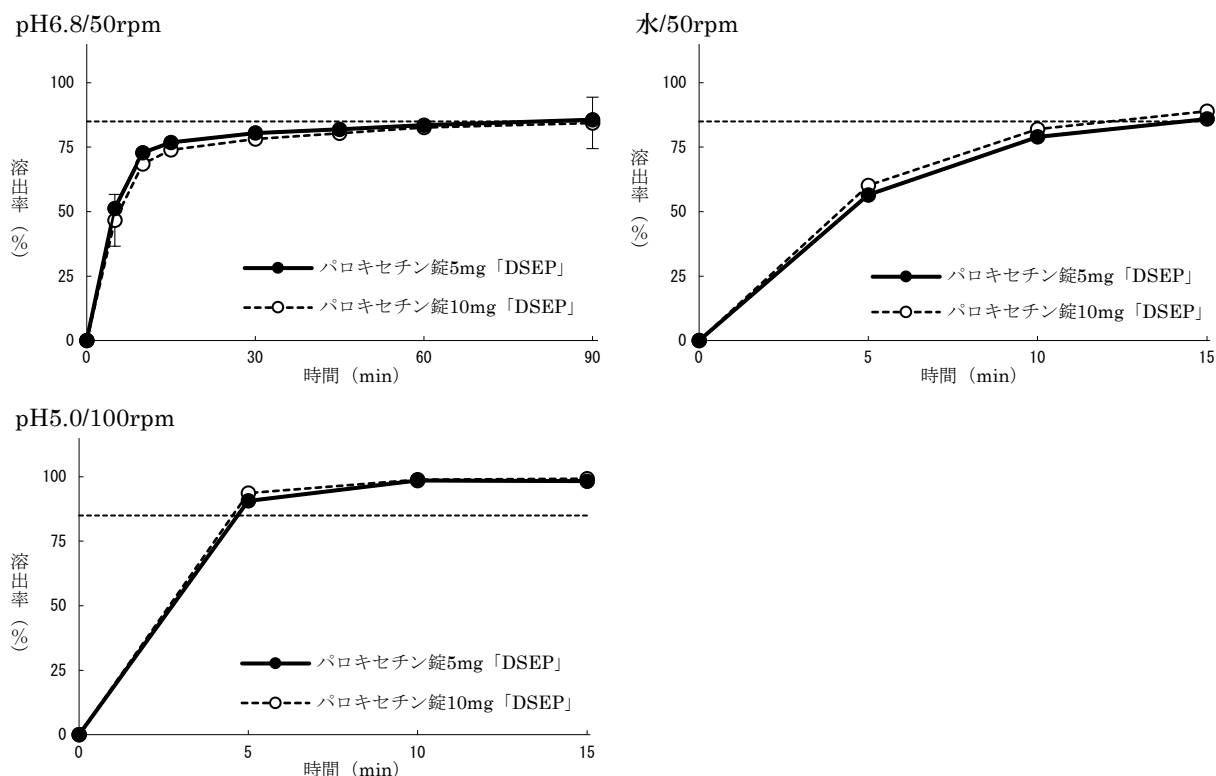 pH6.8/50rpm
100
75
50
25
0
溶出率（%）
パロキセチン錠5mg「DSEP」
パロキセチン錠10mg「DSEP」
0 30 60 90
時間（min）
水/50rpm
100
75
50
25
0
溶出率（%）
パロキセチン錠5mg「DSEP」
パロキセチン錠10mg「DSEP」
0 5 10 15
時間（min）
pH5.0/100rpm
100
75
50
25
0
溶出率（%）
パロキセチン錠5mg「DSEP」
パロキセチン錠10mg「DSEP」
0 5 10 15
時間（min）